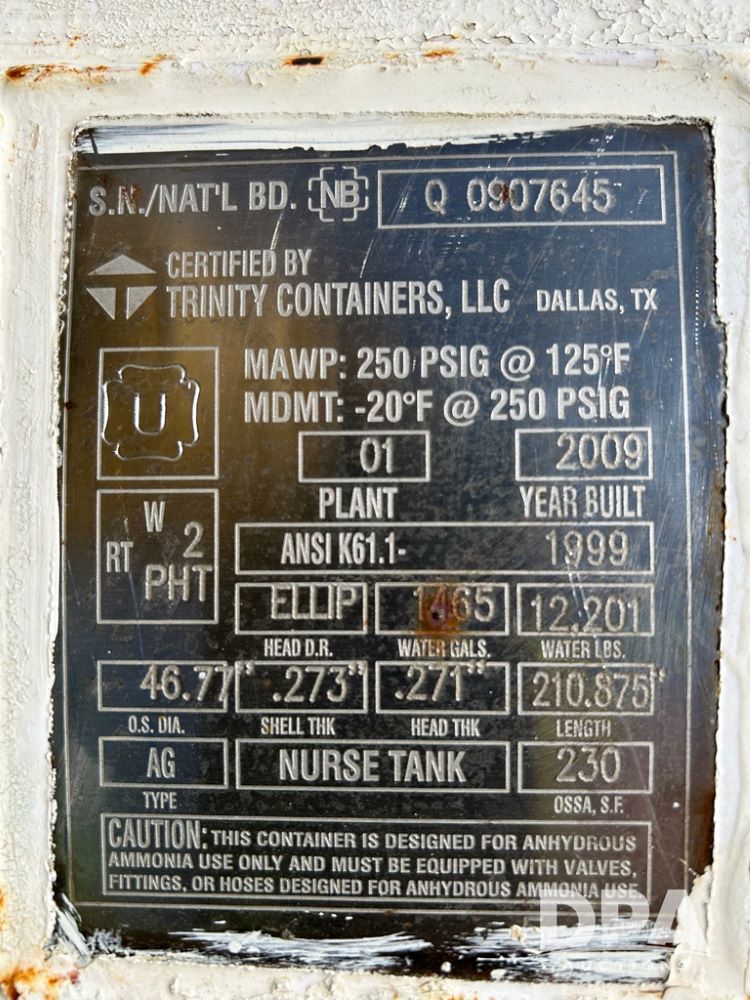 S.N./NAT'L BD. NB Q 0907645
CERTIFIED BY
TRINITY CONTAINERS, LLC DALLAS, TX
U
MAWP: 250 PSIG @ 125°F
MDMT: -20°F @ 250 PSIG
01 2009
PLANT YEAR BUILT
W
RT 2
PHT
ANSI K61.1- 1999
ELLIP 1465 12,201
HEAD D.R. WATER GALS. WATER LBS.
46.77" .273" .271" 210.875"
O.S. DIA. SHELL THK HEAD THK LENGTH
AG NURSE TANK 230
TYPE OSSA, S.F.
CAUTION: THIS CONTAINER IS DESIGNED FOR ANHYDROUS
AMMONIA USE ONLY AND MUST BE EQUIPPED WITH VALVES,
FITTINGS, OR HOSES DESIGNED FOR ANHYDROUS AMMONIA USE.
DPA